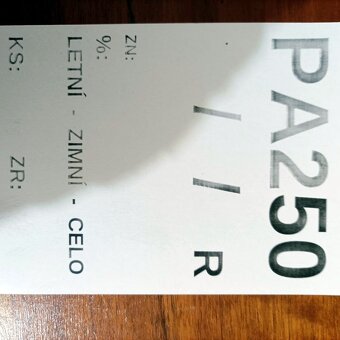 PA250
/ / R
ZN:
%:
LETNÍ - ZIMNÍ - CELO
KS: ZR: